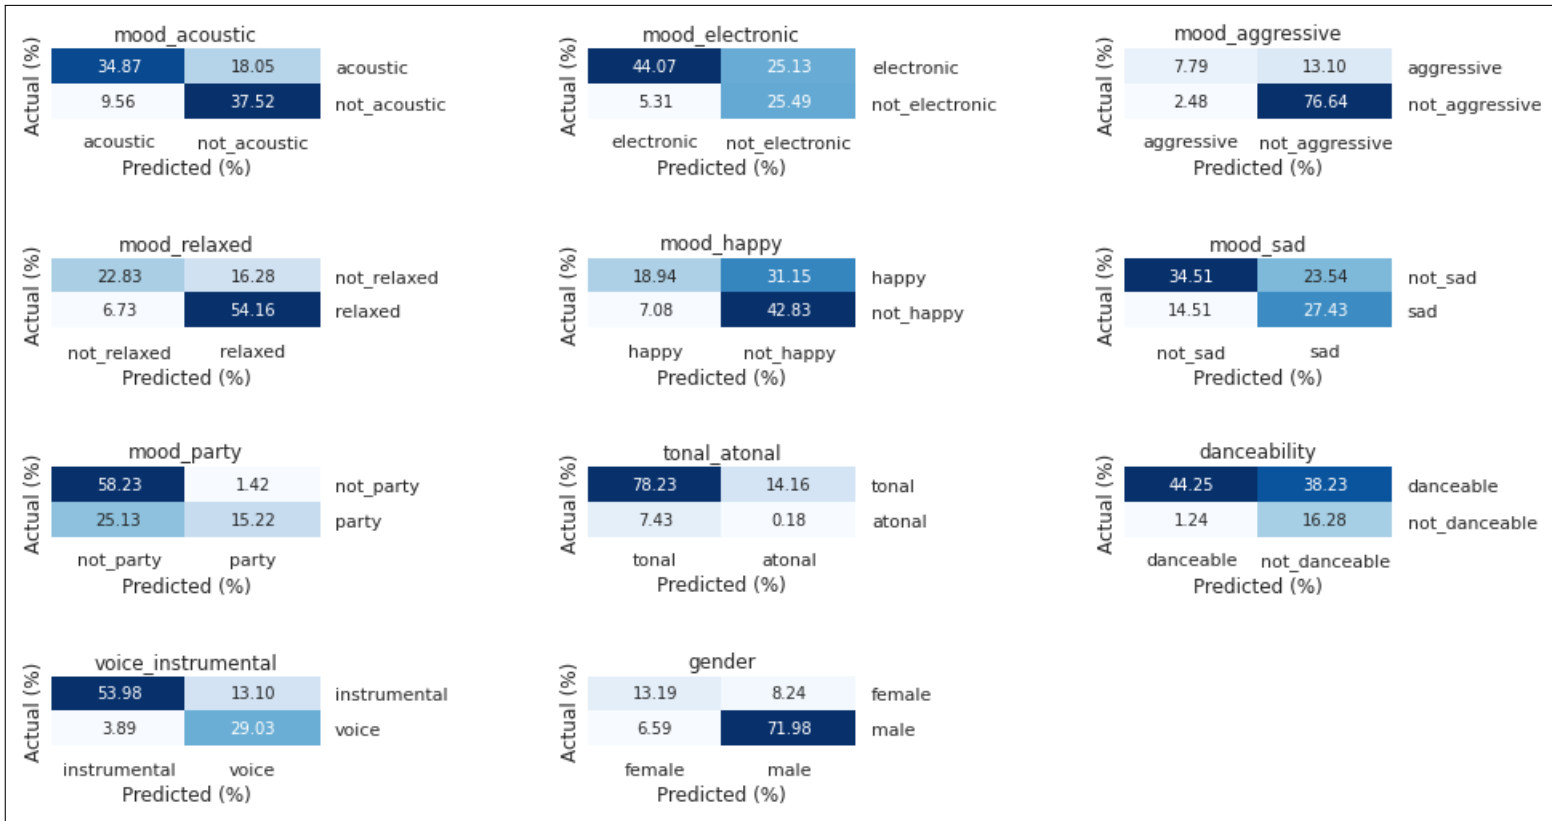 mood_acoustic
Actual (%)
34.87 18.05 acoustic
9.56 37.52 not_acoustic
acoustic not_acoustic
Predicted (%)
mood_electronic
Actual (%)
44.07 25.13 electronic
5.31 25.49 not_electronic
electronic not_electronic
Predicted (%)
mood_aggressive
Actual (%)
7.79 13.10 aggressive
2.48 76.64 not_aggressive
aggressive not_aggressive
Predicted (%)
mood_relaxed
Actual (%)
22.83 16.28 not_relaxed
6.73 54.16 relaxed
not_relaxed relaxed
Predicted (%)
mood_happy
Actual (%)
18.94 31.15 happy
7.08 42.83 not_happy
happy not_happy
Predicted (%)
mood_sad
Actual (%)
34.51 23.54 not_sad
14.51 27.43 sad
not_sad sad
Predicted (%)
mood_party
Actual (%)
58.23 1.42 not_party
25.13 15.22 party
not_party party
Predicted (%)
tonal_atonal
Actual (%)
78.23 14.16 tonal
7.43 0.18 atonal
tonal atonal
Predicted (%)
danceability
Actual (%)
44.25 38.23 danceable
1.24 16.28 not_danceable
danceable not_danceable
Predicted (%)
voice_instrumental
Actual (%)
53.98 13.10 instrumental
3.89 29.03 voice
instrumental voice
Predicted (%)
gender
Actual (%)
13.19 8.24 female
6.59 71.98 male
female male
Predicted (%)